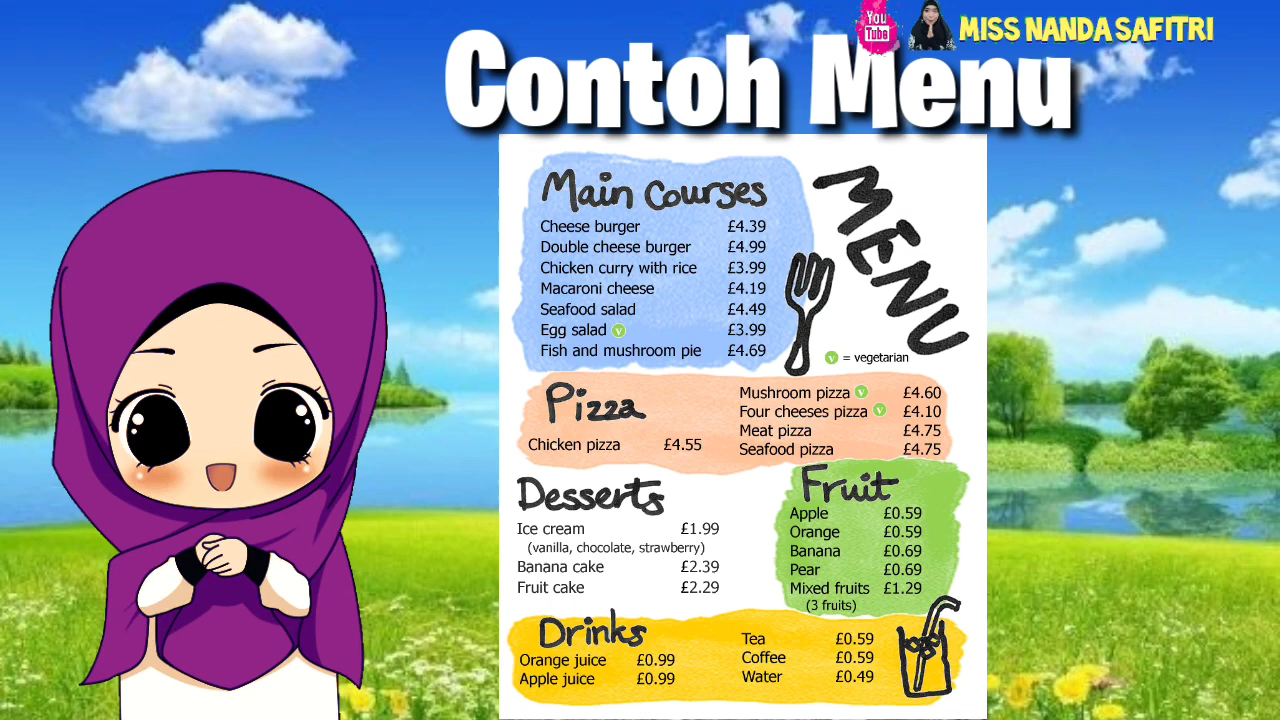 You
Tube
MISS NANDA SAFITRI
Contoh Menu
MENU
Main Courses
Cheese burger £4.39
Double cheese burger £4.99
Chicken curry with rice £3.99
Macaroni cheese £4.19
Seafood salad £4.49
Egg salad v £3.99
Fish and mushroom pie £4.69
v = vegetarian
Pizza
Chicken pizza £4.55
Mushroom pizza v £4.60
Four cheeses pizza v £4.10
Meat pizza £4.75
Seafood pizza £4.75
Desserts
Ice cream £1.99
(vanilla, chocolate, strawberry)
Banana cake £2.39
Fruit cake £2.29
Fruit
Apple £0.59
Orange £0.59
Banana £0.69
Pear £0.69
Mixed fruits £1.29
(3 fruits)
Drinks
Orange juice £0.99
Apple juice £0.99
Tea £0.59
Coffee £0.59
Water £0.49